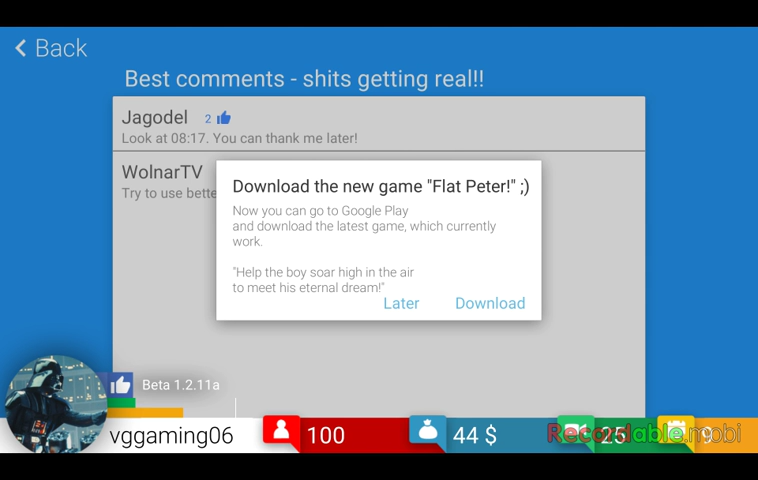 Back
Best comments - shits getting real!!
Jagodel 2
Look at 08:17. You can thank me later!
WolnarTV
Try to use bette
Download the new game "Flat Peter!" ;)
Now you can go to Google Play
and download the latest game, which currently
work.
"Help the boy soar high in the air
to meet his eternal dream!"
Later Download
Beta 1.2.11a
vggaming06 100 44 $ 25 9
Recordable.mobi